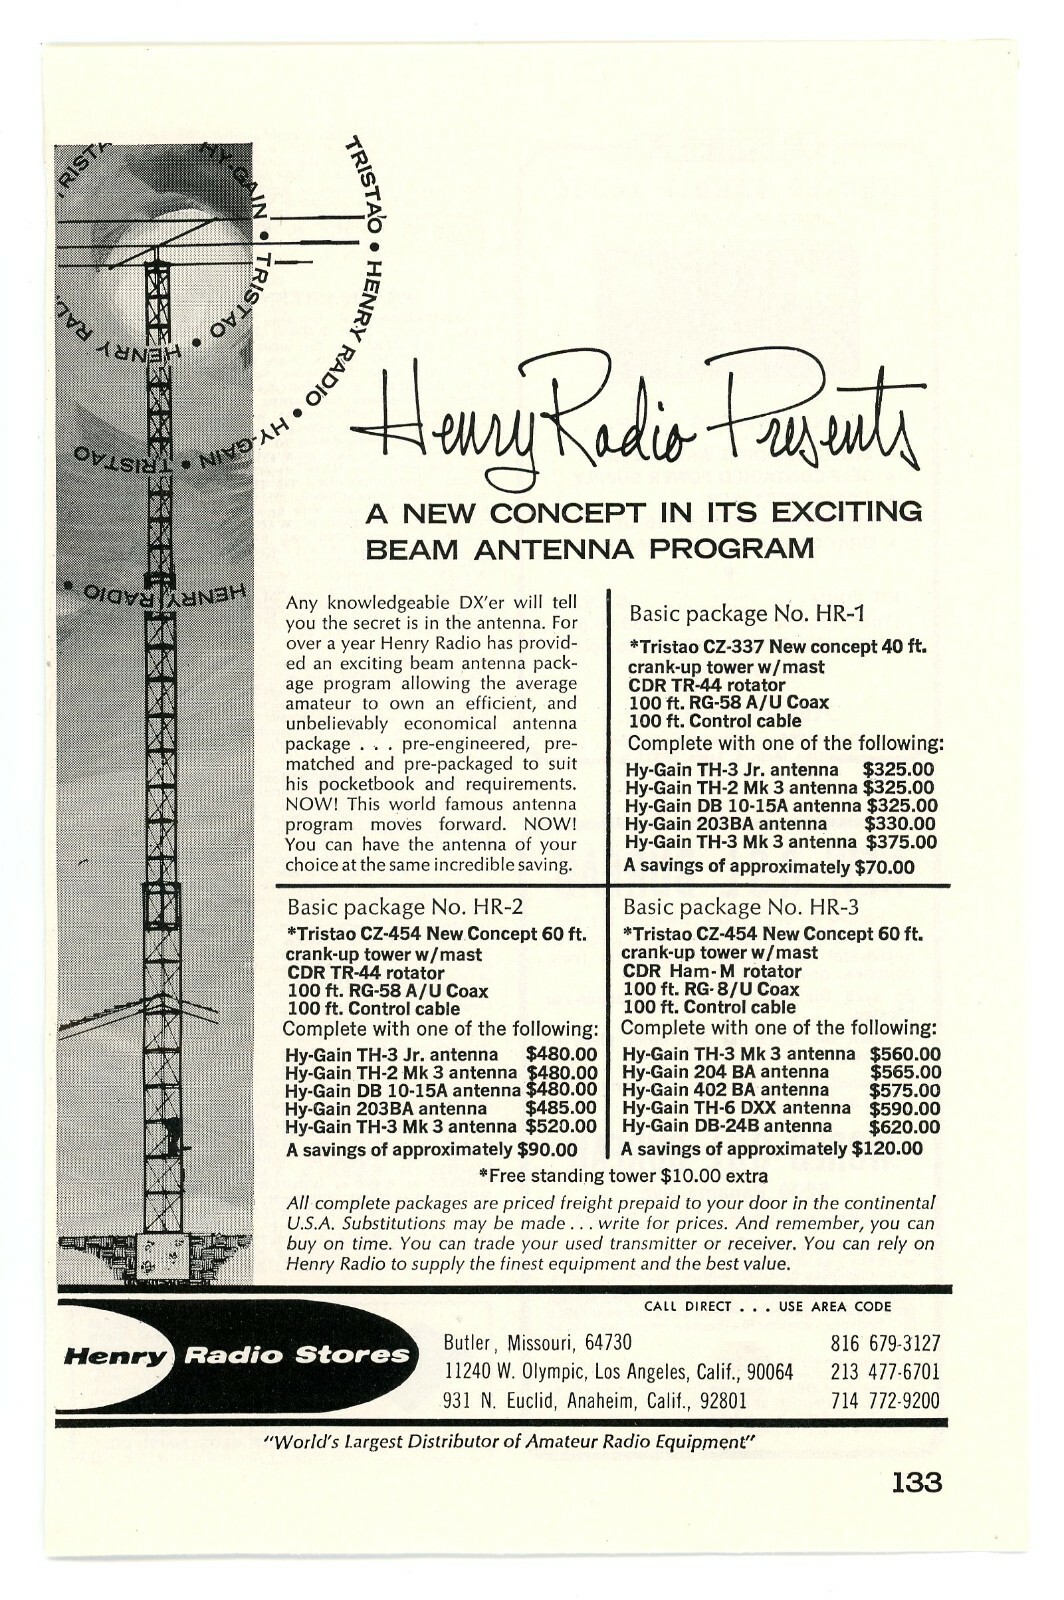 RISTA
HY-GAIN • TRISTAO • HENRY RADI
TRISTAO • HENRY RADIO • HY-GAIN • TRISTAO
HENRY RADIO •
Henry Radio Presents
A NEW CONCEPT IN ITS EXCITING
BEAM ANTENNA PROGRAM
Any knowledgeable DX'er will tell
you the secret is in the antenna. For
over a year Henry Radio has provid-
ed an exciting beam antenna pack-
age program allowing the average
amateur to own an efficient, and
unbelievably economical antenna
package . . . pre-engineered, pre-
matched and pre-packaged to suit
his pocketbook and requirements.
NOW! This world famous antenna
program moves forward. NOW!
You can have the antenna of your
choice at the same incredible saving.
Basic package No. HR-1
*Tristao CZ-337 New concept 40 ft.
crank-up tower w/mast
CDR TR-44 rotator
100 ft. RG-58 A/U Coax
100 ft. Control cable
Complete with one of the following:
Hy-Gain TH-3 Jr. antenna $325.00
Hy-Gain TH-2 Mk 3 antenna $325.00
Hy-Gain DB 10-15A antenna $325.00
Hy-Gain 203BA antenna $330.00
Hy-Gain TH-3 Mk 3 antenna $375.00
A savings of approximately $70.00
Basic package No. HR-2
*Tristao CZ-454 New Concept 60 ft.
crank-up tower w/mast
CDR TR-44 rotator
100 ft. RG-58 A/U Coax
100 ft. Control cable
Complete with one of the following:
Hy-Gain TH-3 Jr. antenna $480.00
Hy-Gain TH-2 Mk 3 antenna $480.00
Hy-Gain DB 10-15A antenna $480.00
Hy-Gain 203BA antenna $485.00
Hy-Gain TH-3 Mk 3 antenna $520.00
A savings of approximately $90.00
Basic package No. HR-3
*Tristao CZ-454 New Concept 60 ft.
crank-up tower w/mast
CDR Ham-M rotator
100 ft. RG-8/U Coax
100 ft. Control cable
Complete with one of the following:
Hy-Gain TH-3 Mk 3 antenna $560.00
Hy-Gain 204 BA antenna $565.00
Hy-Gain 402 BA antenna $575.00
Hy-Gain TH-6 DXX antenna $590.00
Hy-Gain DB-24B antenna $620.00
A savings of approximately $120.00
*Free standing tower $10.00 extra
All complete packages are priced freight prepaid to your door in the continental
U.S.A. Substitutions may be made . . . write for prices. And remember, you can
buy on time. You can trade your used transmitter or receiver. You can rely on
Henry Radio to supply the finest equipment and the best value.
CALL DIRECT . . . USE AREA CODE
Henry Radio Stores
Butler, Missouri, 64730 816 679-3127
11240 W. Olympic, Los Angeles, Calif., 90064 213 477-6701
931 N. Euclid, Anaheim, Calif., 92801 714 772-9200
"World's Largest Distributor of Amateur Radio Equipment"
133